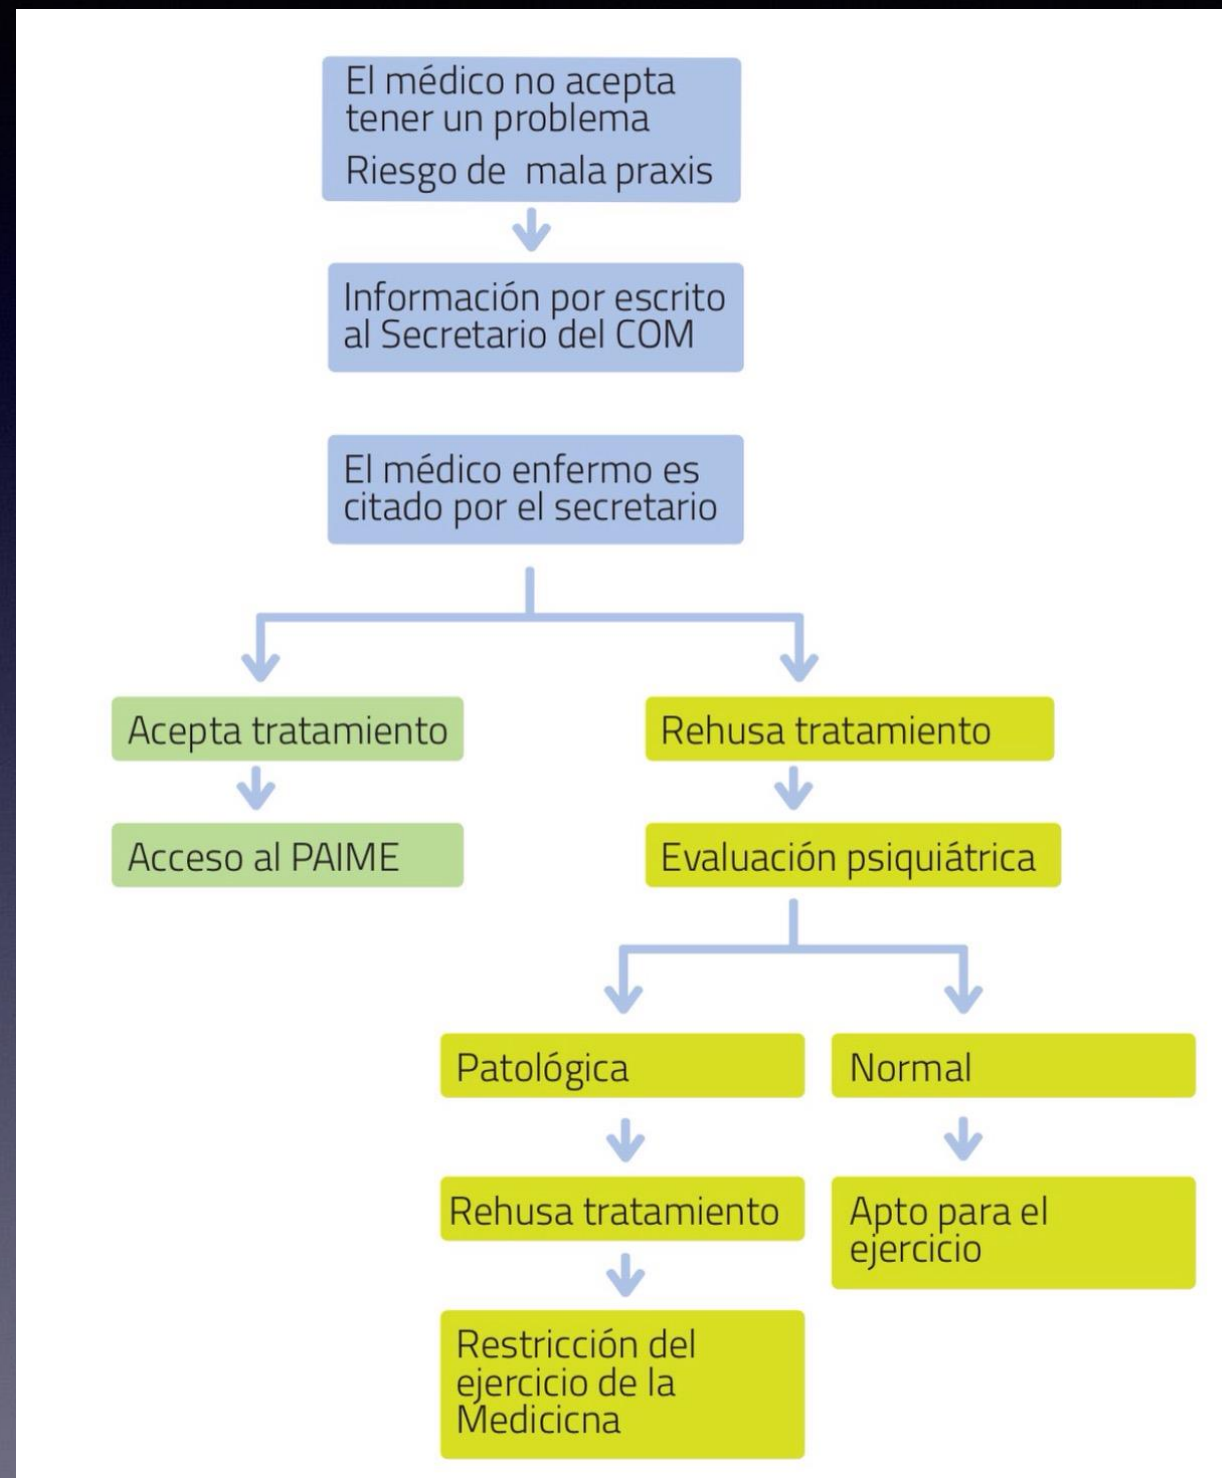 El médico no acepta
tener un problema
Riesgo de mala praxis
Información por escrito
al Secretario del COM
El médico enfermo es
citado por el secretario
Acepta tratamiento
Rehusa tratamiento
Acceso al PAIME
Evaluación psiquiátrica
Patológica
Normal
Rehusa tratamiento
Apto para el
ejercicio
Restricción del
ejercicio de la
Medicicna